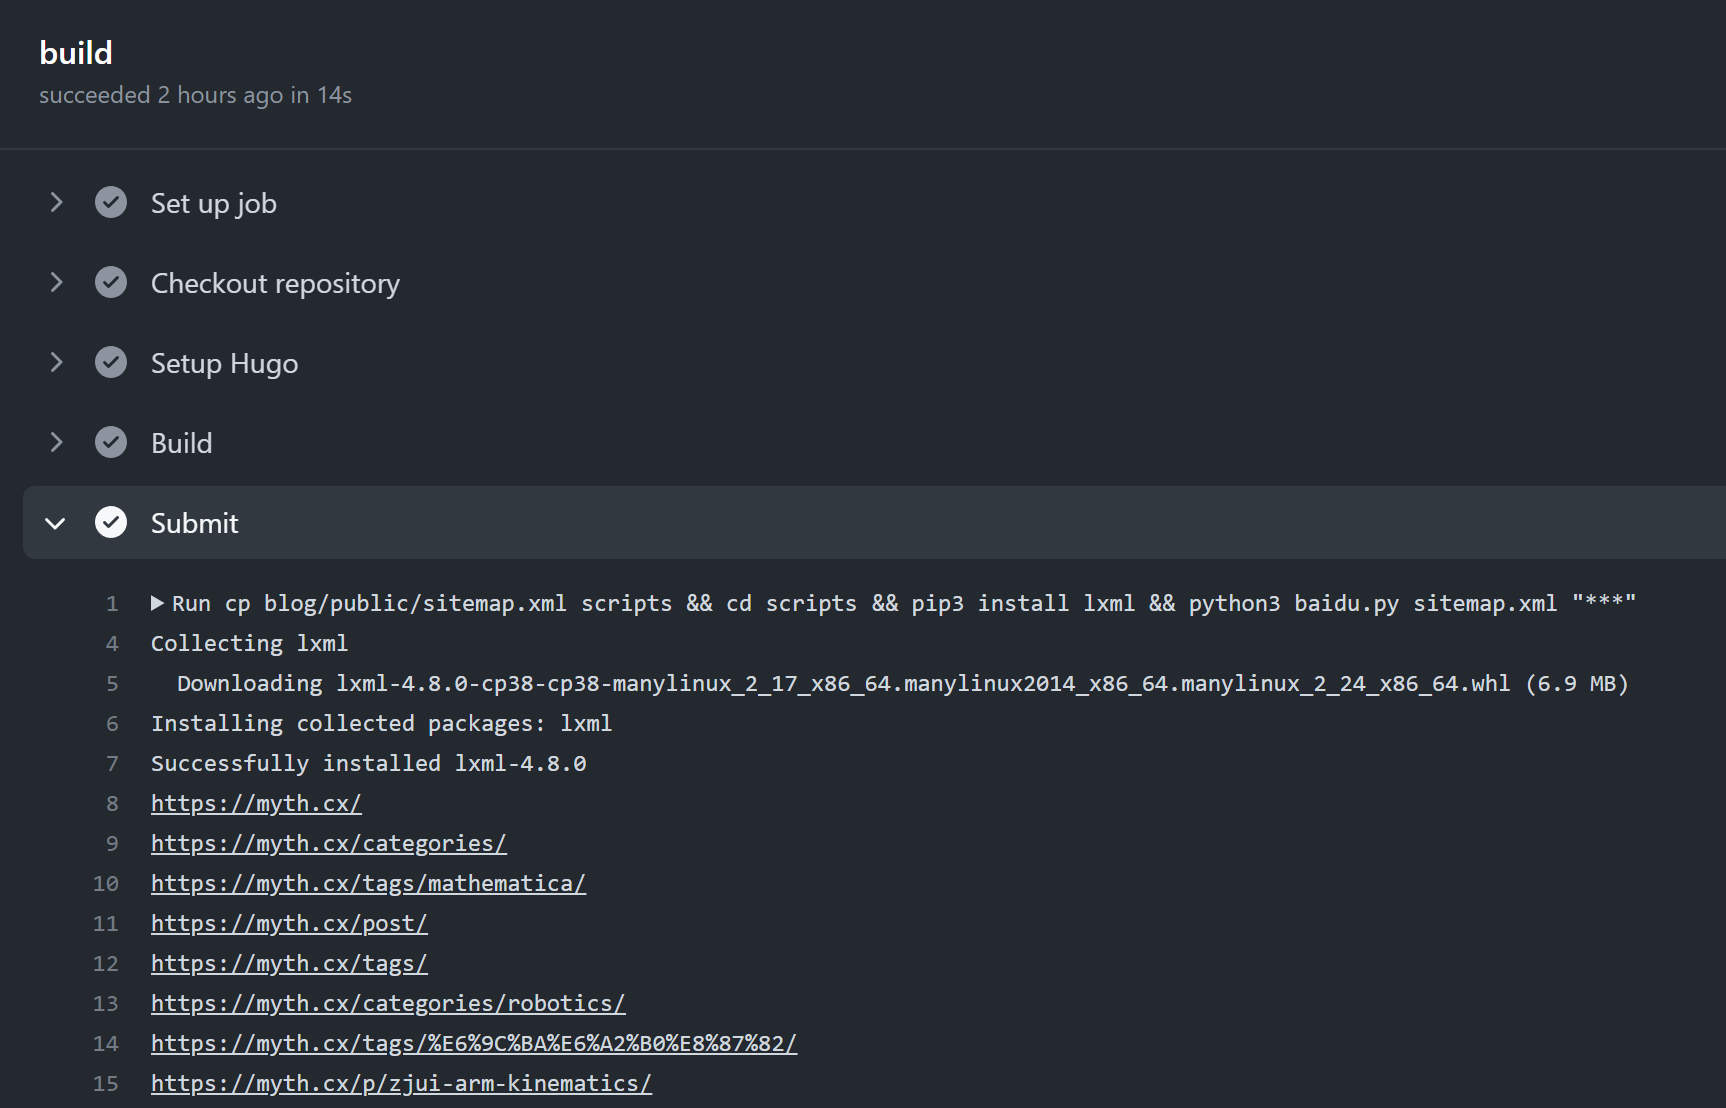 build
succeeded 2 hours ago in 14s
Set up job
Checkout repository
Setup Hugo
Build
Submit
1 Run cp blog/public/sitemap.xml scripts && cd scripts && pip3 install lxml && python3 baidu.py sitemap.xml "***"
4 Collecting lxml
5 Downloading lxml-4.8.0-cp38-cp38-manylinux_2_17_x86_64.manylinux2014_x86_64.manylinux_2_24_x86_64.whl (6.9 MB)
6 Installing collected packages: lxml
7 Successfully installed lxml-4.8.0
8 https://myth.cx/
9 https://myth.cx/categories/
10 https://myth.cx/tags/mathematica/
11 https://myth.cx/post/
12 https://myth.cx/tags/
13 https://myth.cx/categories/robotics/
14 https://myth.cx/tags/%E6%9C%BA%E6%A2%B0%E8%87%82/
15 https://myth.cx/p/zjui-arm-kinematics/